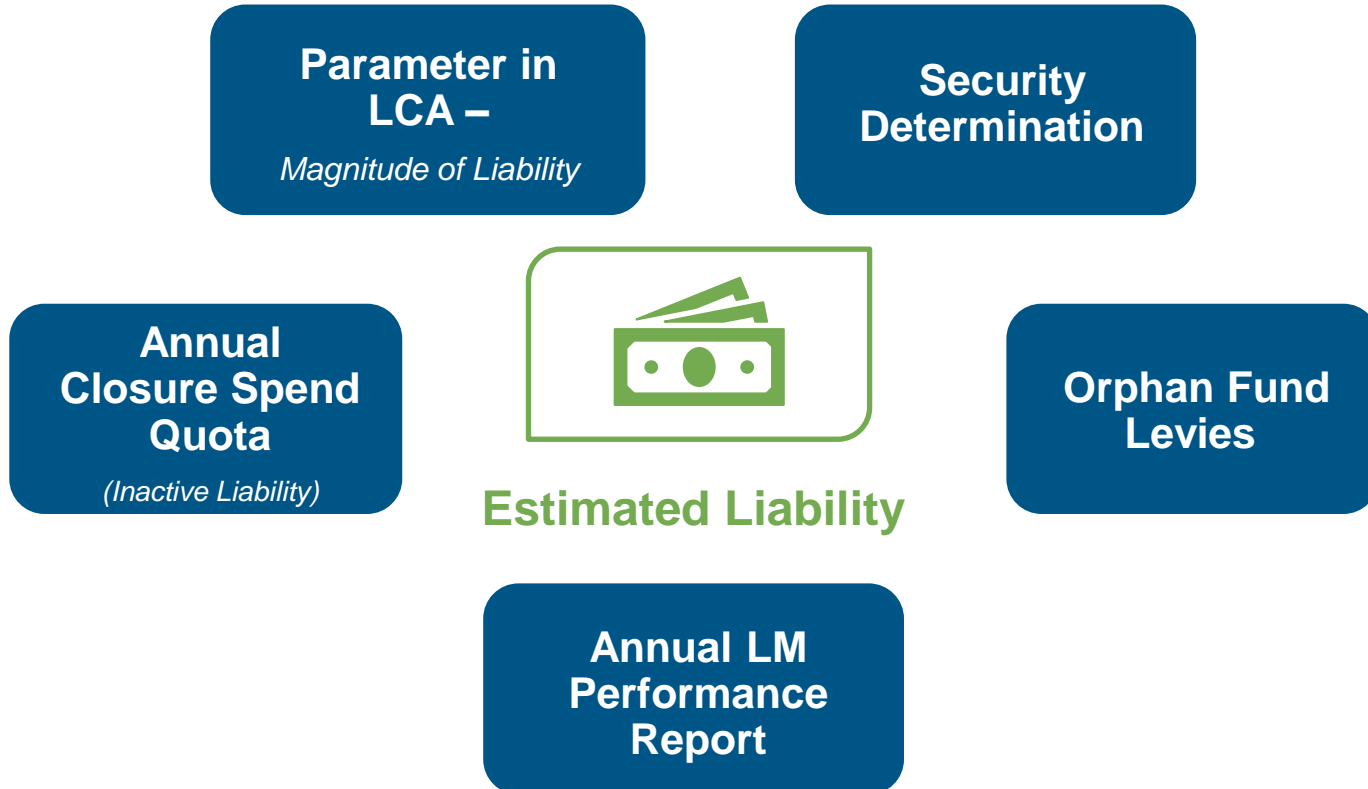 Parameter in
LCA –
Magnitude of Liability
Security
Determination
Annual
Closure Spend
Quota
(Inactive Liability)
Estimated Liability
Orphan Fund
Levies
Annual LM
Performance
Report